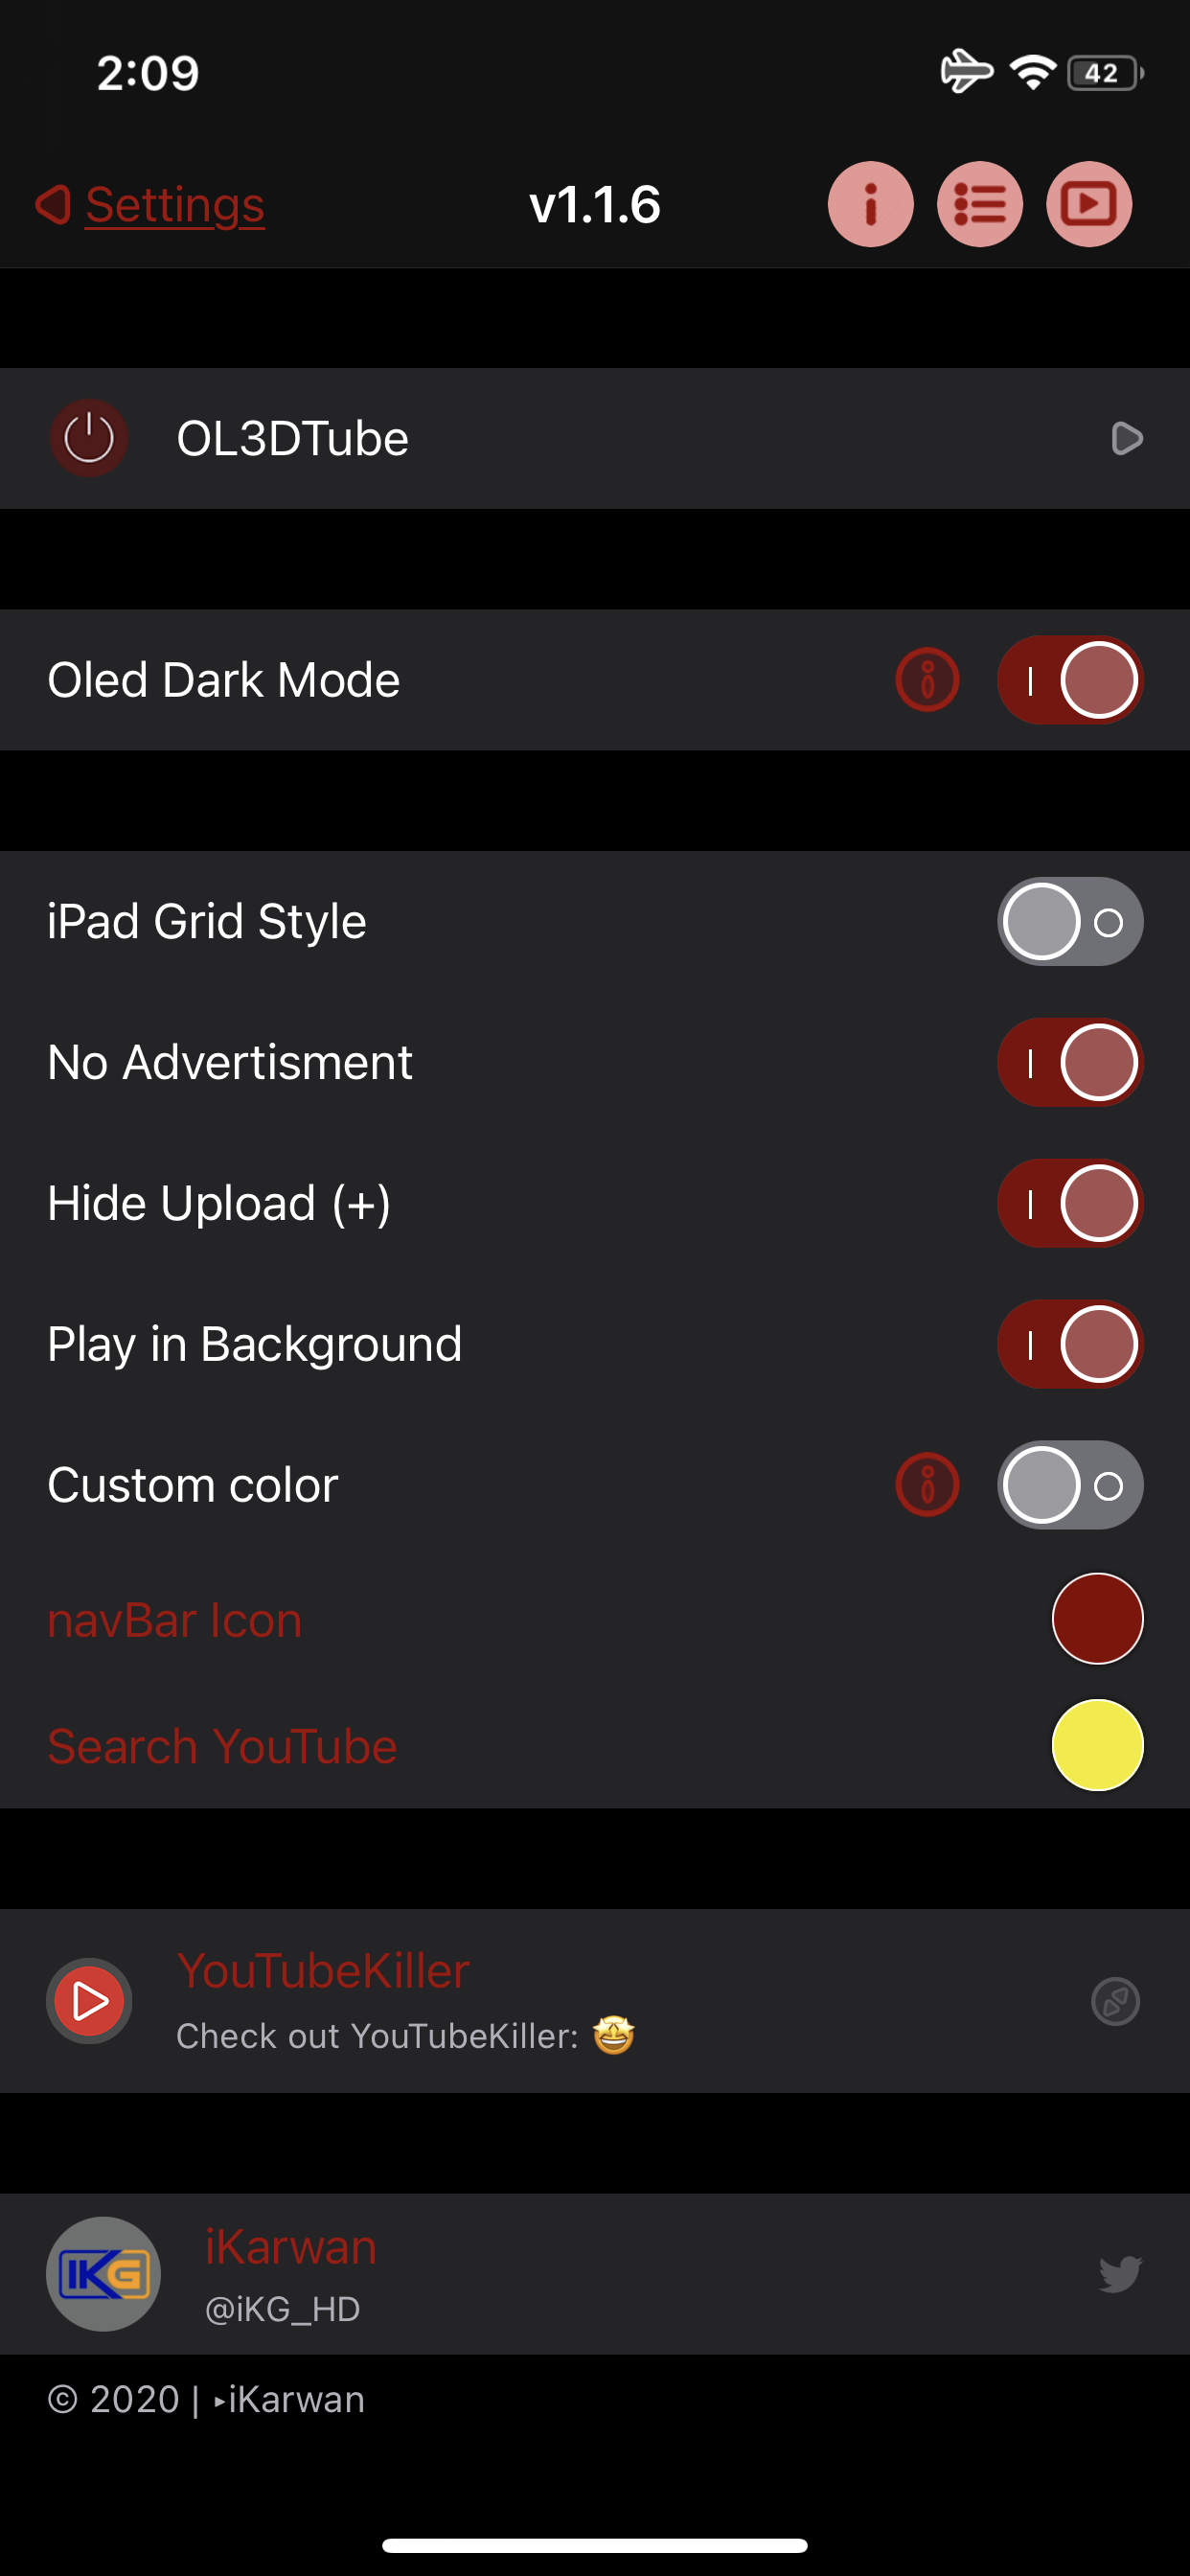 2:09
42
Settings
v1.1.6
OL3DTube
Oled Dark Mode
iPad Grid Style
No Advertisment
Hide Upload (+)
Play in Background
Custom color
navBar Icon
Search YouTube
YouTubeKiller
Check out YouTubeKiller: 🤩
IKG
iKarwan
@iKG_HD
© 2020 | ▸iKarwan